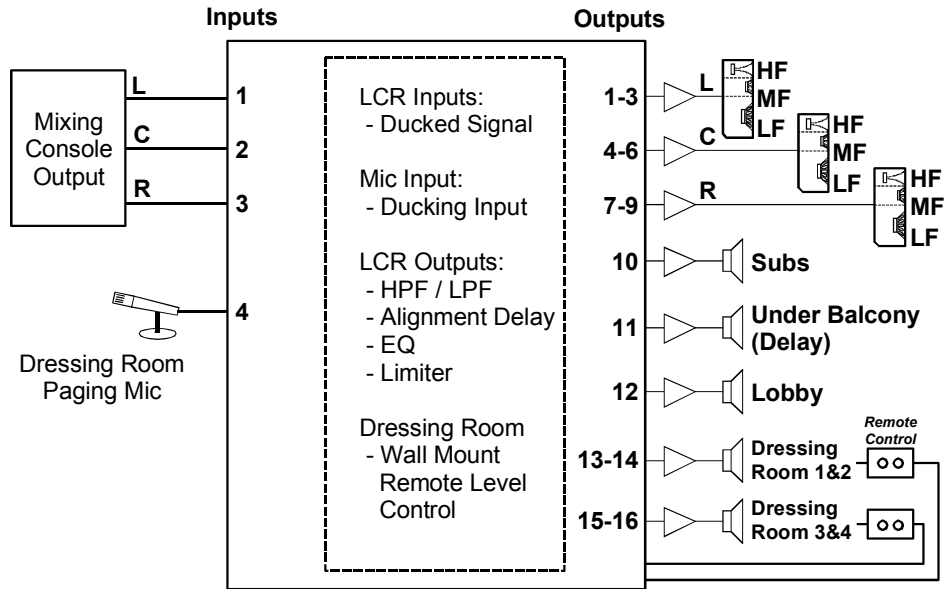 Inputs
Outputs
Mixing
Console
Output
L
C
R
1
2
3
4
Dressing Room
Paging Mic
LCR Inputs:
- Ducked Signal
Mic Input:
- Ducking Input
LCR Outputs:
- HPF / LPF
- Alignment Delay
- EQ
- Limiter
Dressing Room
- Wall Mount
Remote Level
Control
1-3
L
HF
MF
LF
4-6
C
HF
MF
LF
7-9
R
HF
MF
LF
10
Subs
11
Under Balcony
(Delay)
12
Lobby
13-14
Dressing
Room 1&2
Remote
Control
15-16
Dressing
Room 3&4